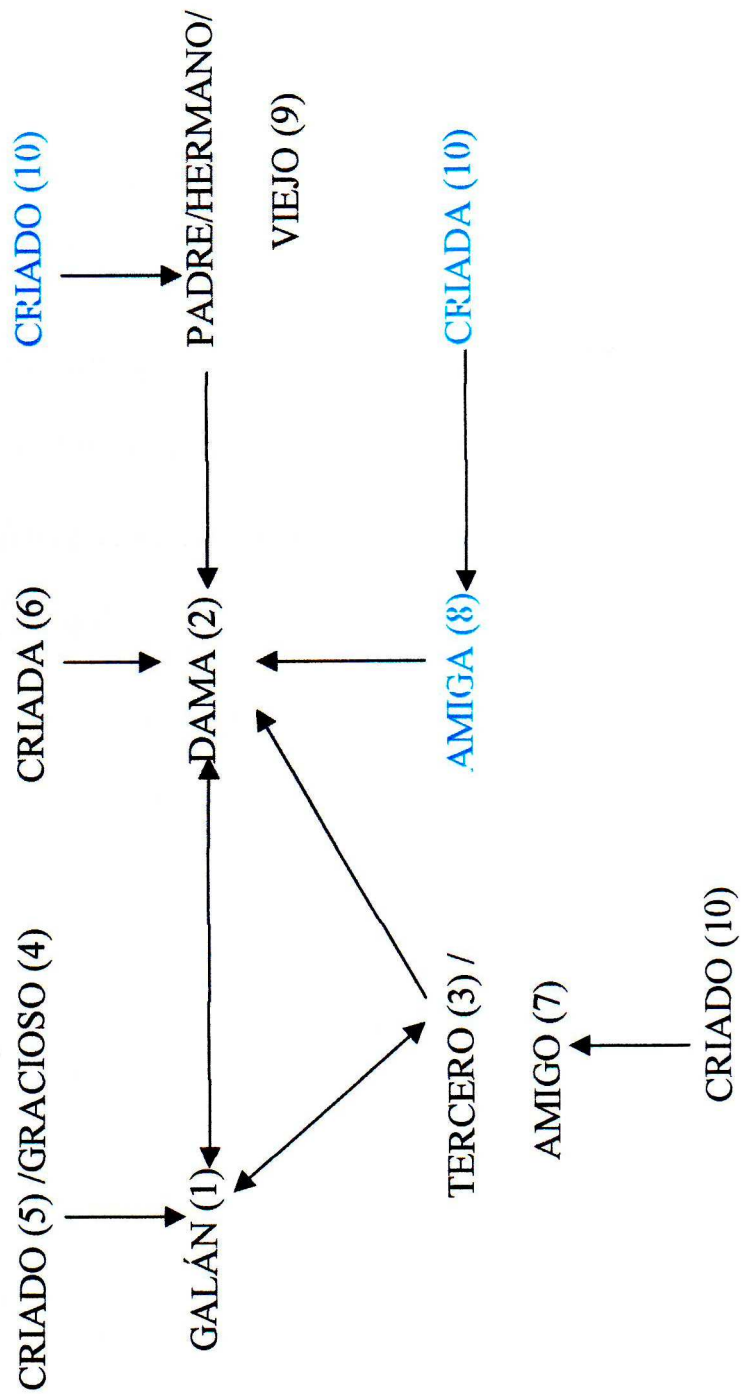 CRIADO (5) /GRACIOSO (4)
CRIADA (6)
CRIADO (10)
GALÁN (1)
DAMA (2)
PADRE/HERMANO/
VIEJO (9)
TERCERO (3) /
AMIGO (7)
AMIGA (8)
CRIADA (10)
CRIADO (10)